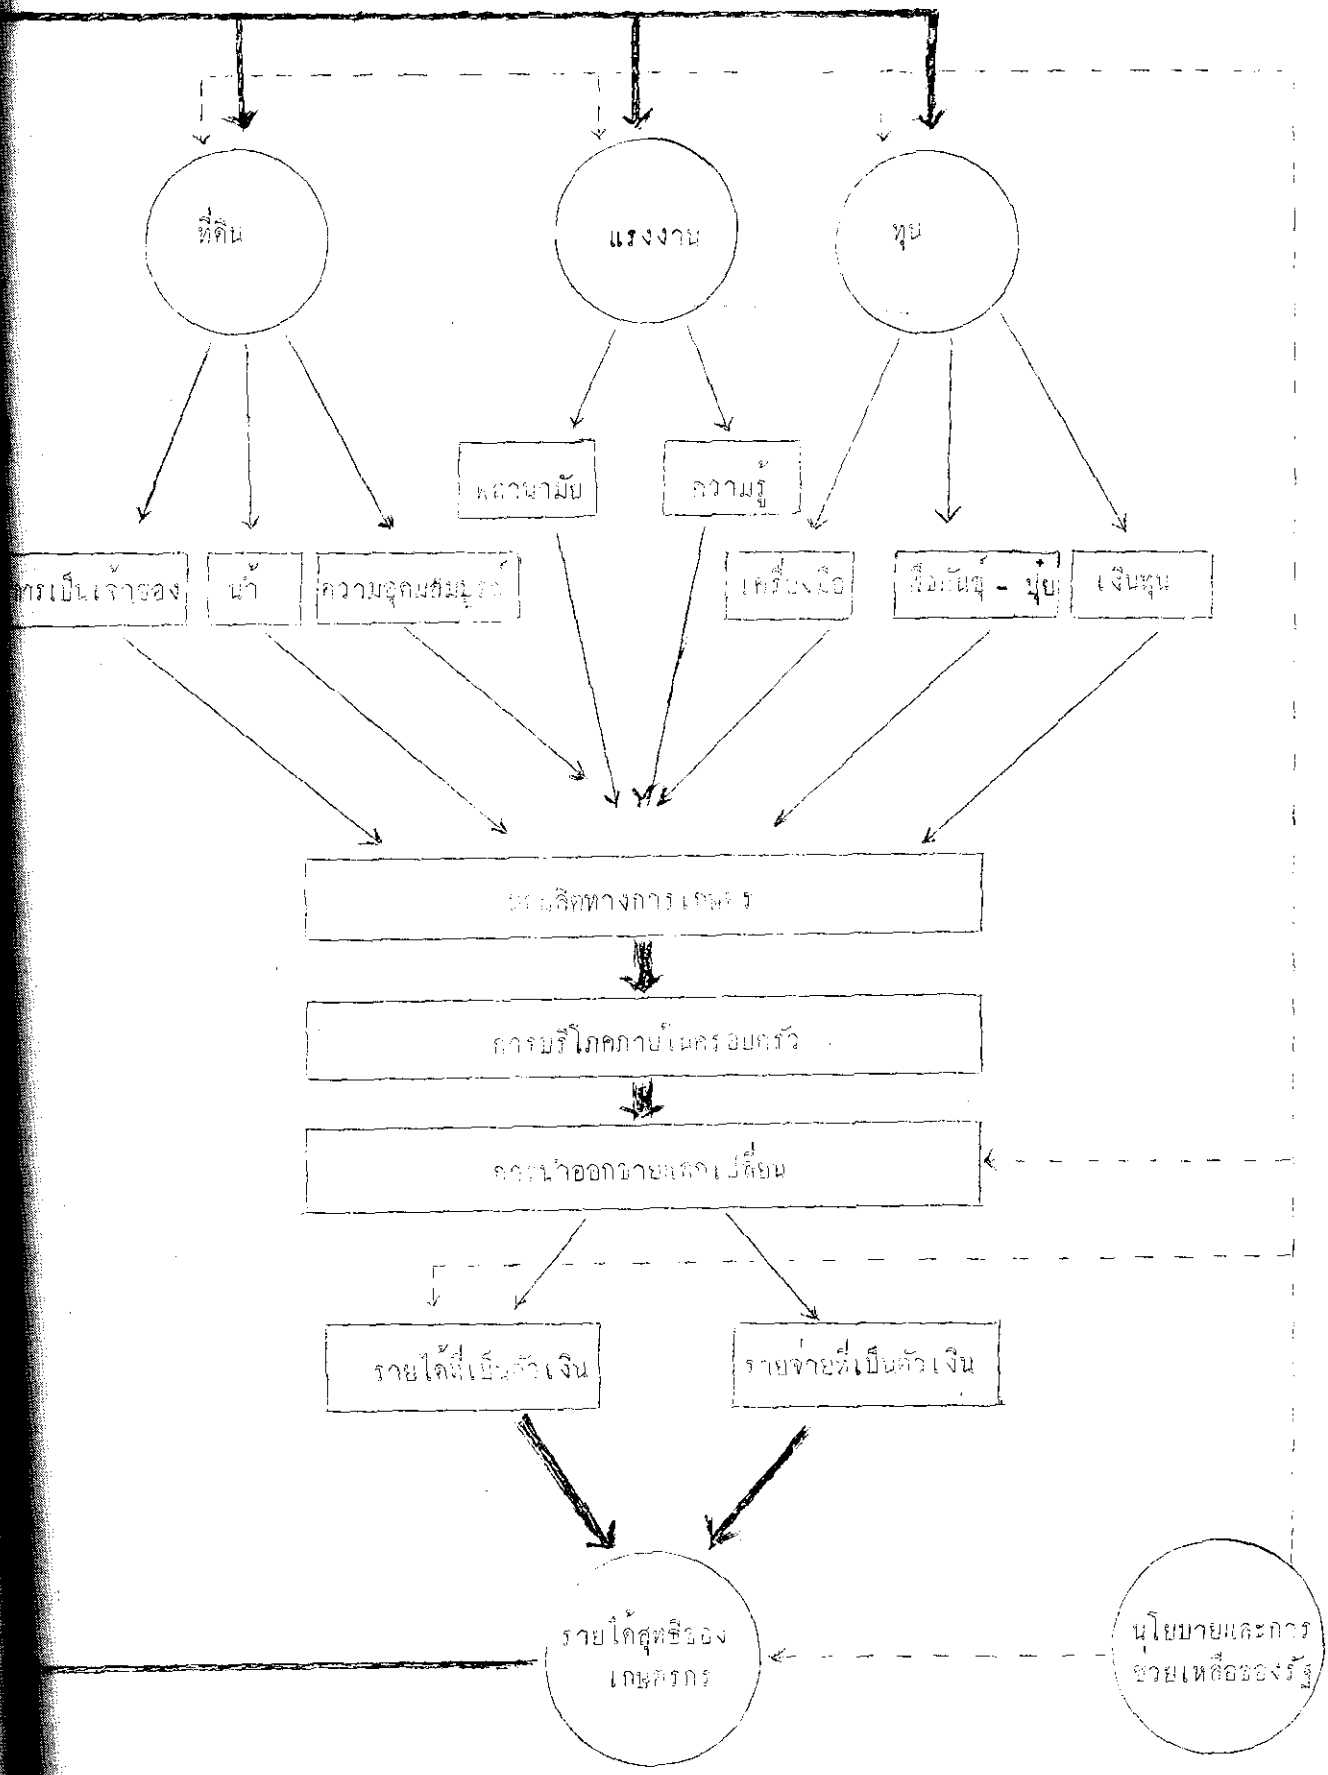 ที่ดิน
แรงงาน
ทุน
พลานามัย
ความรู้
การเป็นเจ้าของ
น้ำ
ความอุดมสมบูรณ์
เครื่องมือ
พืชพันธุ์ - ปุ๋ย
เงินทุน
ผลผลิตทางการเกษตร
การบริโภคภายในครอบครัว
การนำออกขายแลกเปลี่ยน
รายได้ที่เป็นตัวเงิน
รายจ่ายที่เป็นตัวเงิน
รายได้สุทธิของ
เกษตรกร
นโยบายและการ
ช่วยเหลือของรัฐ